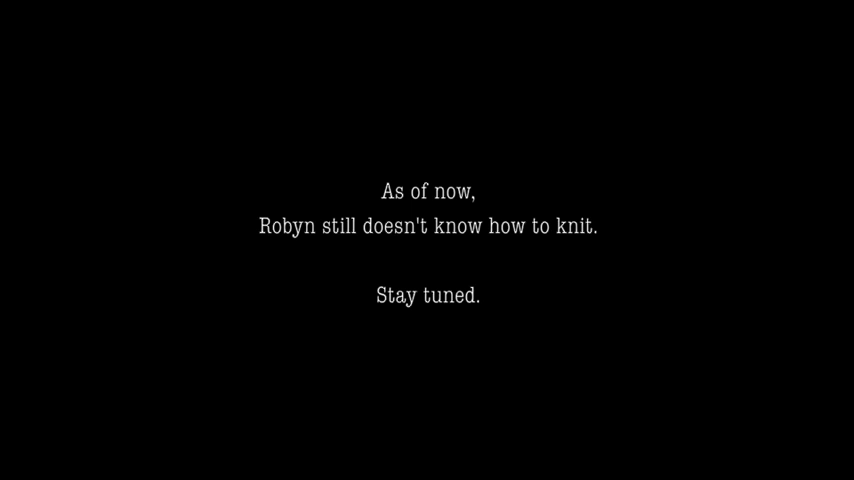 As of now,
Robyn still doesn't know how to knit.
Stay tuned.